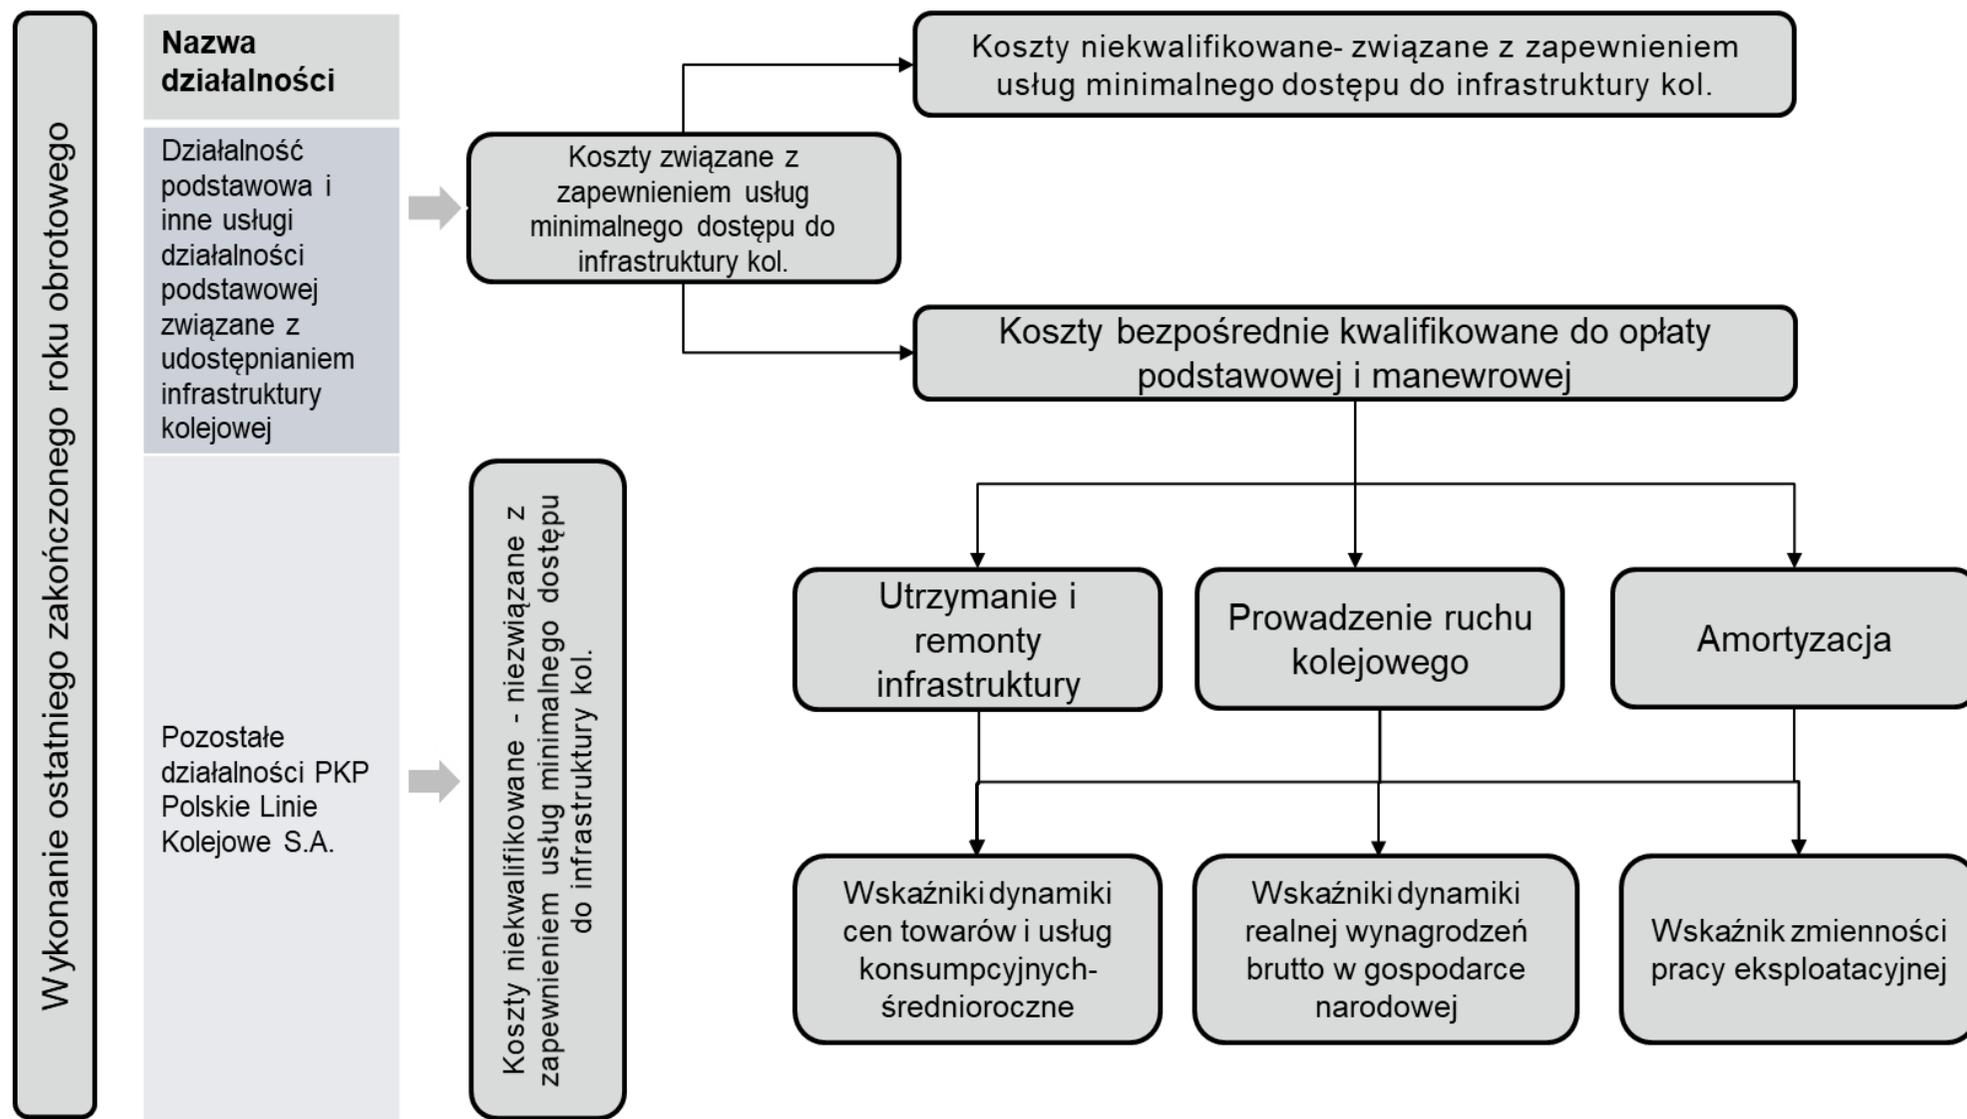 Wykonanie ostatniego zakończonego roku obrotowego
Nazwa
działalności
Działalność
podstawowa i
inne usługi
działalności
podstawowej
związane z
udostępnianiem
infrastruktury
kolejowej
Pozostałe
działalności PKP
Polskie Linie
Kolejowe S.A.
Koszty związane z
zapewnieniem usług
minimalnego dostępu do
infrastruktury kol.
Koszty niekwalifikowane - niezwiązane z
zapewnieniem usług minimalnego dostępu
do infrastruktury kol.
Koszty niekwalifikowane- związane z zapewnieniem
usług minimalnego dostępu do infrastruktury kol.
Koszty bezpośrednie kwalifikowane do opłaty
podstawowej i manewrowej
Utrzymanie i
remonty
infrastruktury
Prowadzenie ruchu
kolejowego
Amortyzacja
Wskaźniki dynamiki
cen towarów i usług
konsumpcyjnych-
średnioroczne
Wskaźniki dynamiki
realnej wynagrodzeń
brutto w gospodarce
narodowej
Wskaźnik zmienności
pracy eksploatacyjnej